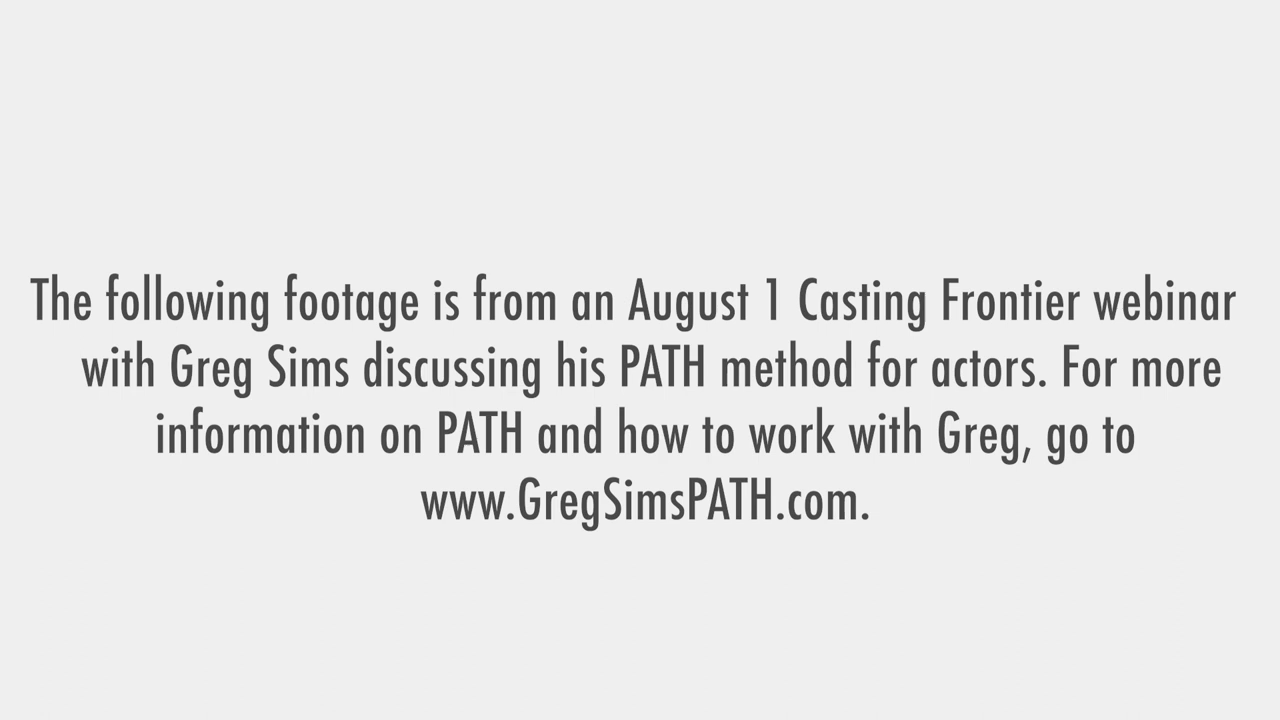 The following footage is from an August 1 Casting Frontier webinar
with Greg Sims discussing his PATH method for actors. For more
information on PATH and how to work with Greg, go to
www.GregSimsPATH.com.